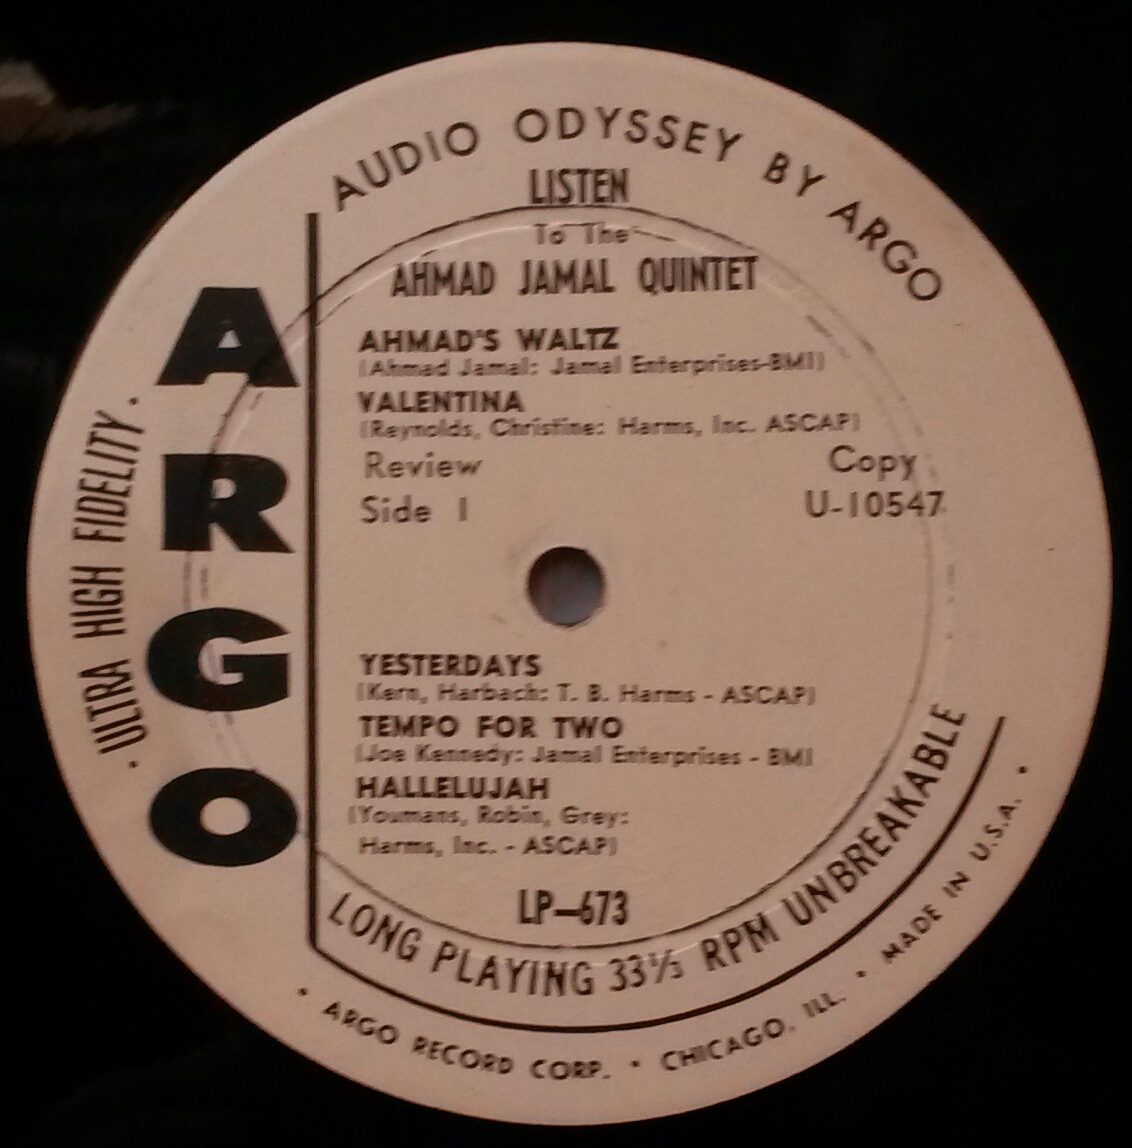 AUDIO ODYSSEY BY ARGO
LISTEN
To The
AHMAD JAMAL QUINTET
AHMAD'S WALTZ
(Ahmad Jamal: Jamal Enterprises-BMI)
VALENTINA
(Reynolds, Christine: Harms, Inc. ASCAP)
Review Copy
Side 1 U-10547
YESTERDAYS
(Kern, Harbach: T. B. Harms - ASCAP)
TEMPO FOR TWO
(Joe Kennedy: Jamal Enterprises - BMI
HALLELUJAH
(Youmans, Robin, Grey:
Harms, Inc. - ASCAP)
LP-673
LONG PLAYING 33⅓ RPM UNBREAKABLE
ARGO
• ULTRA HIGH FIDELITY •
• ARGO RECORD CORP. • CHICAGO, ILL. • MADE IN U.S.A. •